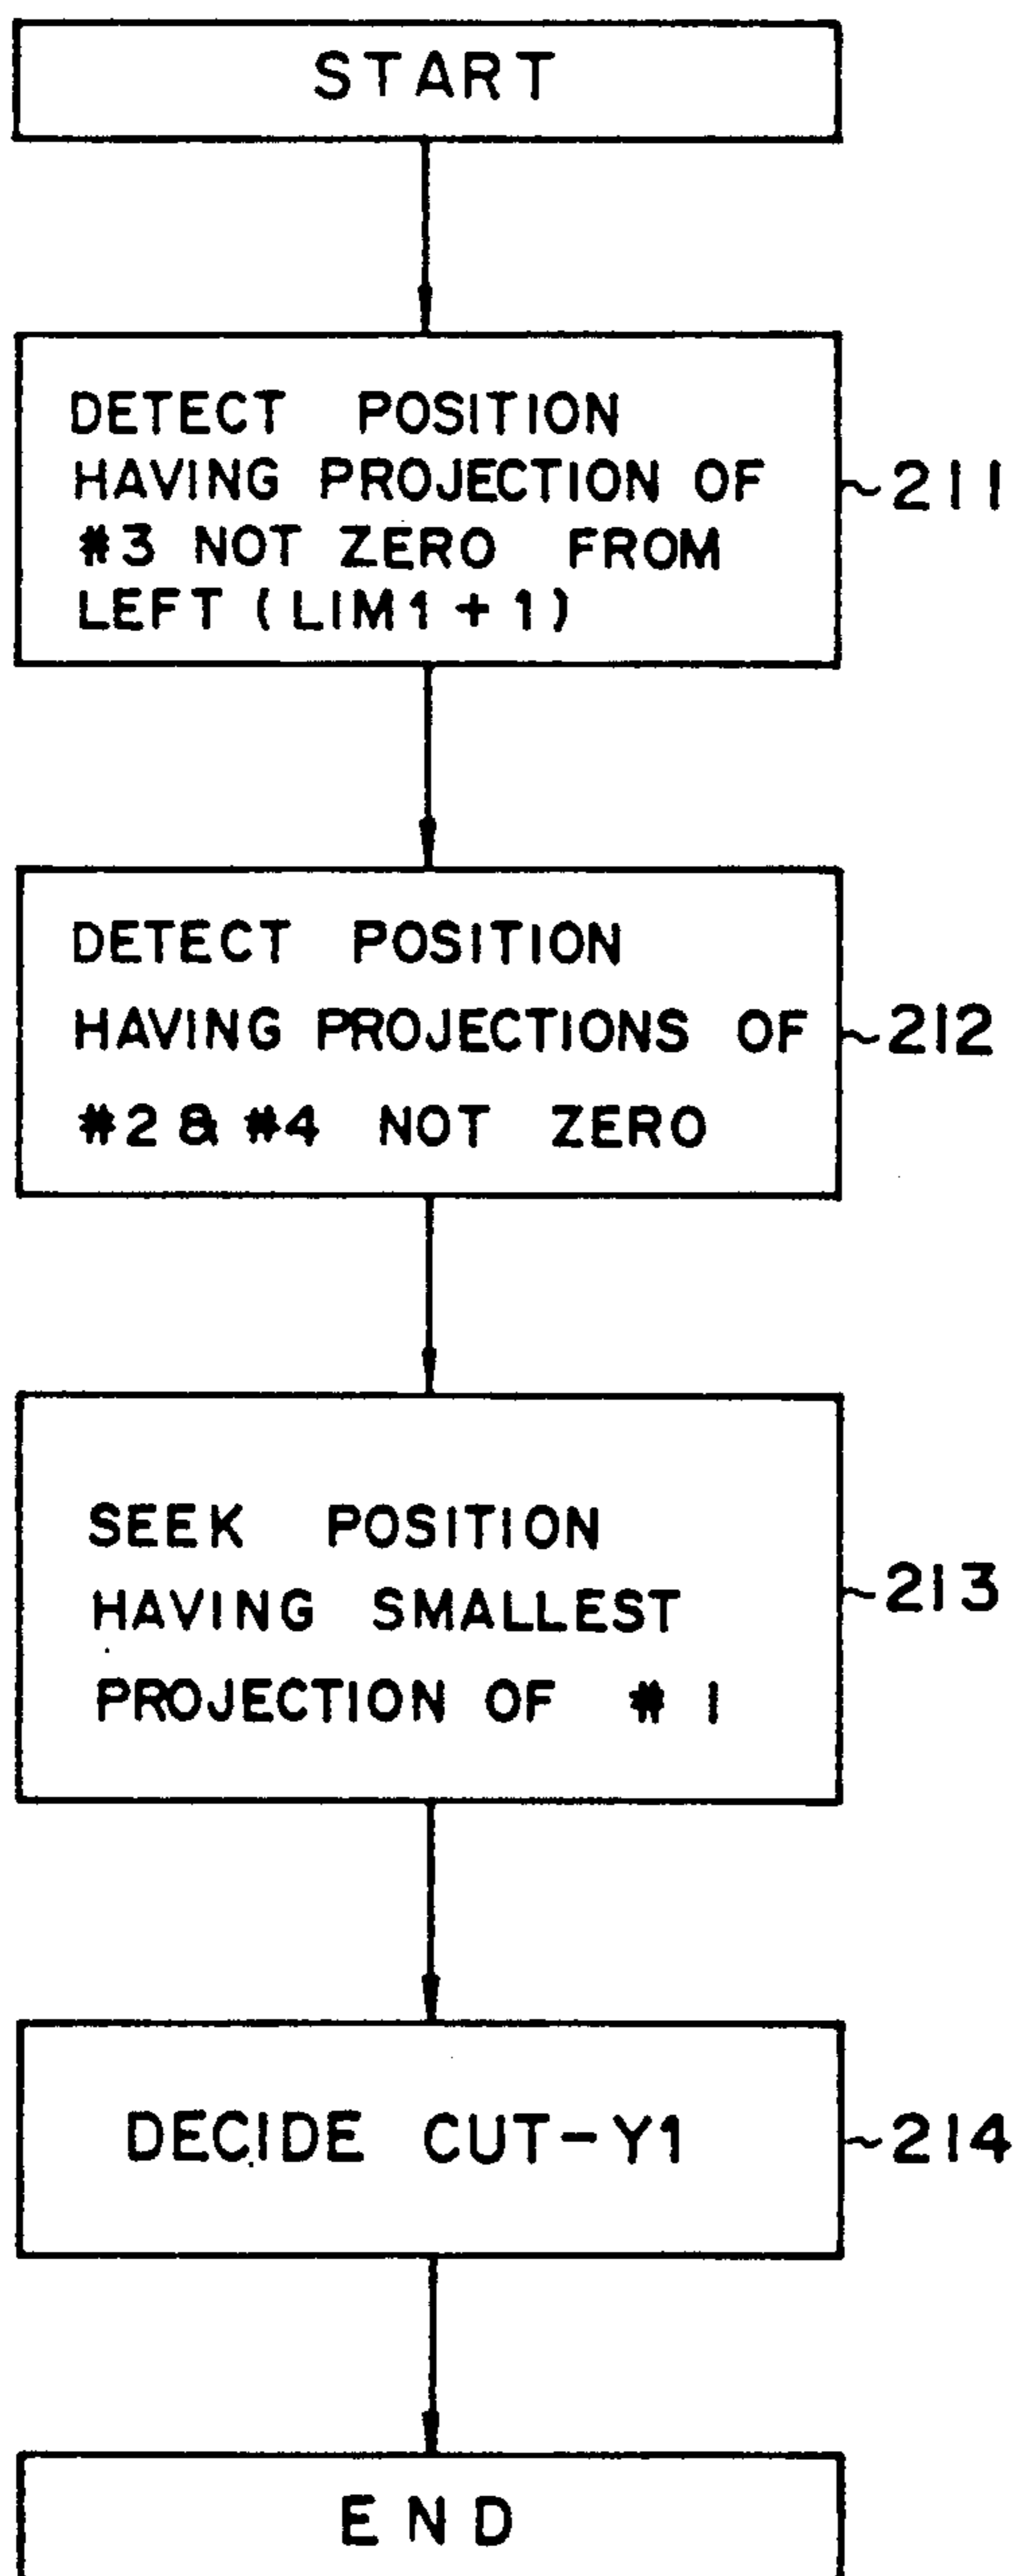 START
DETECT POSITION
HAVING PROJECTION OF
#3 NOT ZERO FROM
LEFT (LIM1 + 1)
211
DETECT POSITION
HAVING PROJECTIONS OF
#2 & #4 NOT ZERO
212
SEEK POSITION
HAVING SMALLEST
PROJECTION OF # 1
213
DECIDE CUT-Y1
214
END